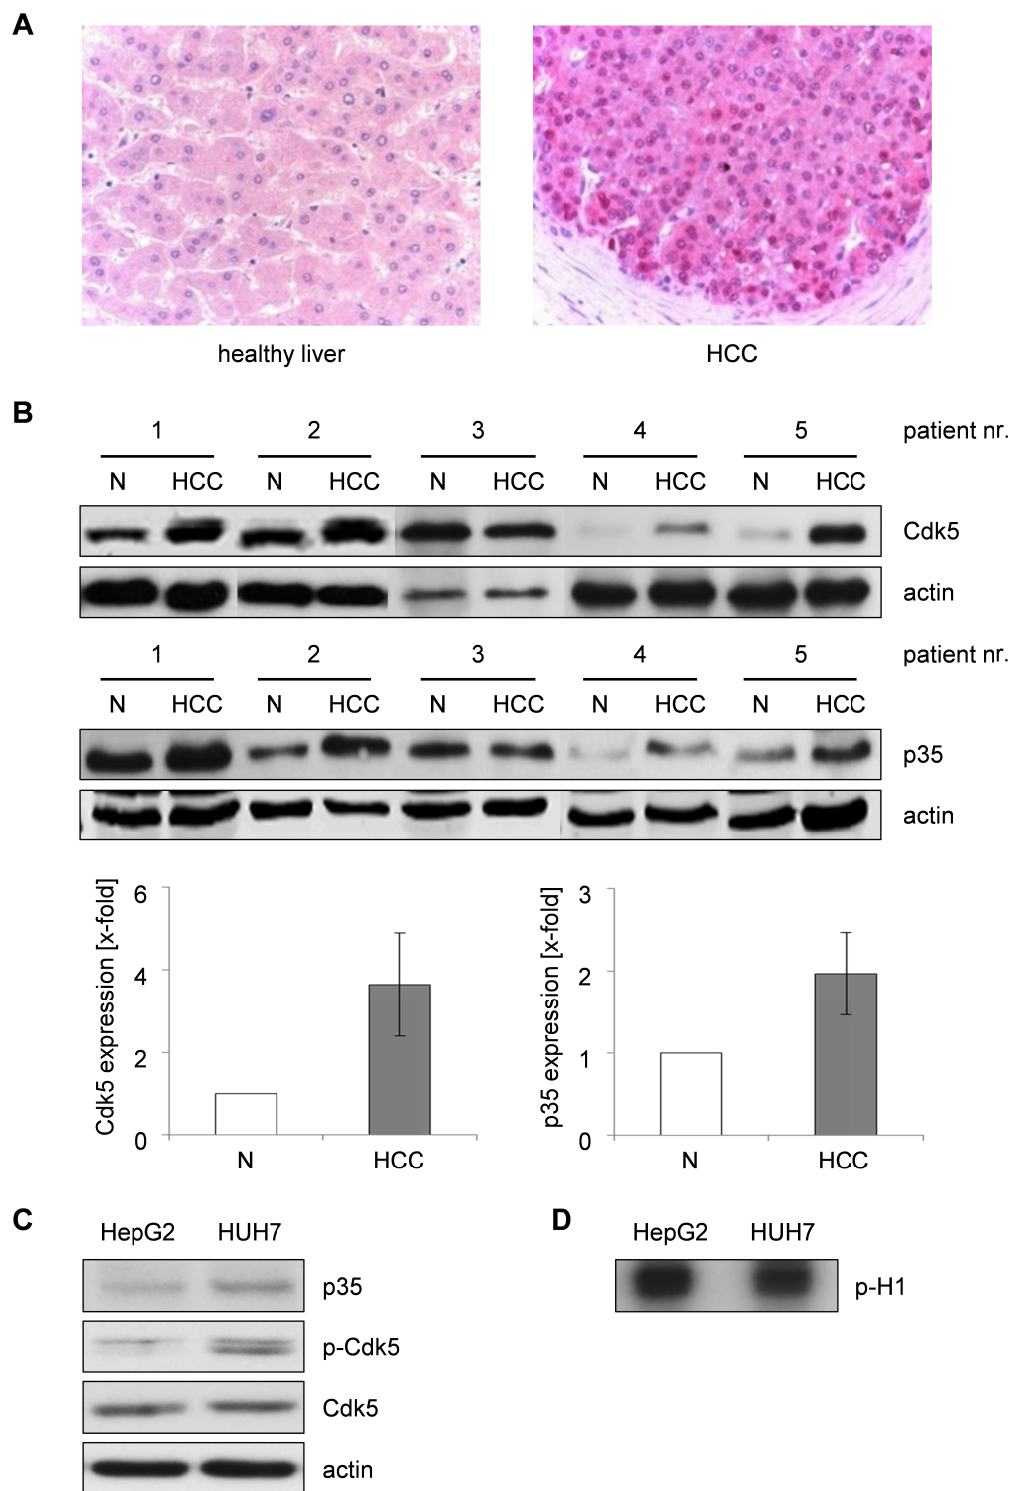 A
healthy liver HCC
B
1 2 3 4 5 patient nr.
N HCC N HCC N HCC N HCC N HCC
Cdk5
actin
1 2 3 4 5 patient nr.
N HCC N HCC N HCC N HCC N HCC
p35
actin
Cdk5 expression [x-fold]
6
4
2
0
N HCC
p35 expression [x-fold]
3
2
1
0
N HCC
C
HepG2 HUH7
p35
p-Cdk5
Cdk5
actin
D
HepG2 HUH7
p-H1